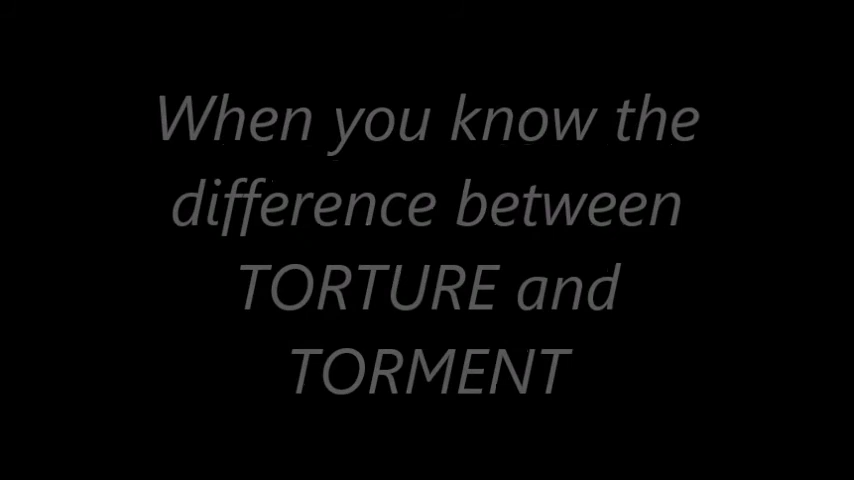 When you know the
difference between
TORTURE and
TORMENT